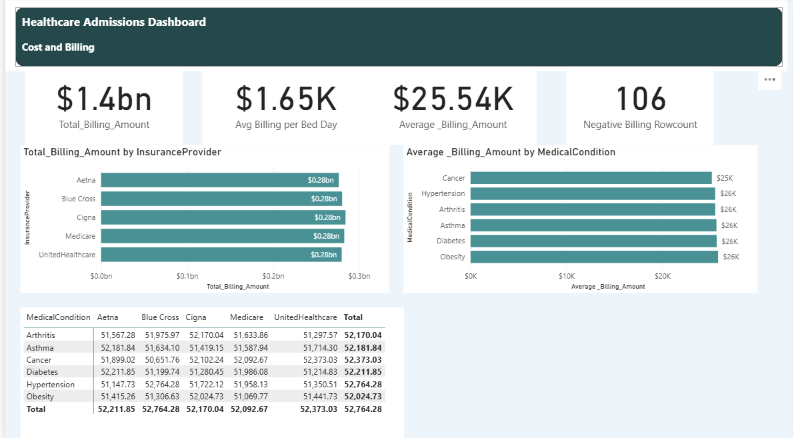 Healthcare Admissions Dashboard
Cost and Billing
$1.4bn
Total_Billing_Amount
$1.65K
Avg Billing per Bed Day
$25.54K
Average _Billing_Amount
106
Negative Billing Rowcount
Total_Billing_Amount by InsuranceProvider
InsuranceProvider
Aetna $0.28bn
Blue Cross $0.28bn
Cigna $0.28bn
Medicare $0.28bn
UnitedHealthcare $0.28bn
$0.0bn $0.1bn $0.2bn $0.3bn
Total_Billing_Amount
Average _Billing_Amount by MedicalCondition
MedicalCondition
Cancer $25K
Hypertension $26K
Arthritis $26K
Asthma $26K
Diabetes $26K
Obesity $26K
$0K $10K $20K
Average _Billing_Amount
MedicalCondition Aetna Blue Cross Cigna Medicare UnitedHealthcare Total
Arthritis 51,567.28 51,975.97 52,170.04 51,633.86 51,297.57 52,170.04
Asthma 52,181.84 51,634.10 51,419.15 51,587.94 51,714.30 52,181.84
Cancer 51,899.02 50,651.76 52,102.24 52,092.67 52,373.03 52,373.03
Diabetes 52,211.85 51,199.74 51,280.45 51,986.08 51,214.83 52,211.85
Hypertension 51,147.73 52,764.28 51,722.12 51,958.13 51,350.51 52,764.28
Obesity 51,415.26 51,306.63 52,024.73 51,069.77 51,441.73 52,024.73
Total 52,211.85 52,764.28 52,170.04 52,092.67 52,373.03 52,764.28